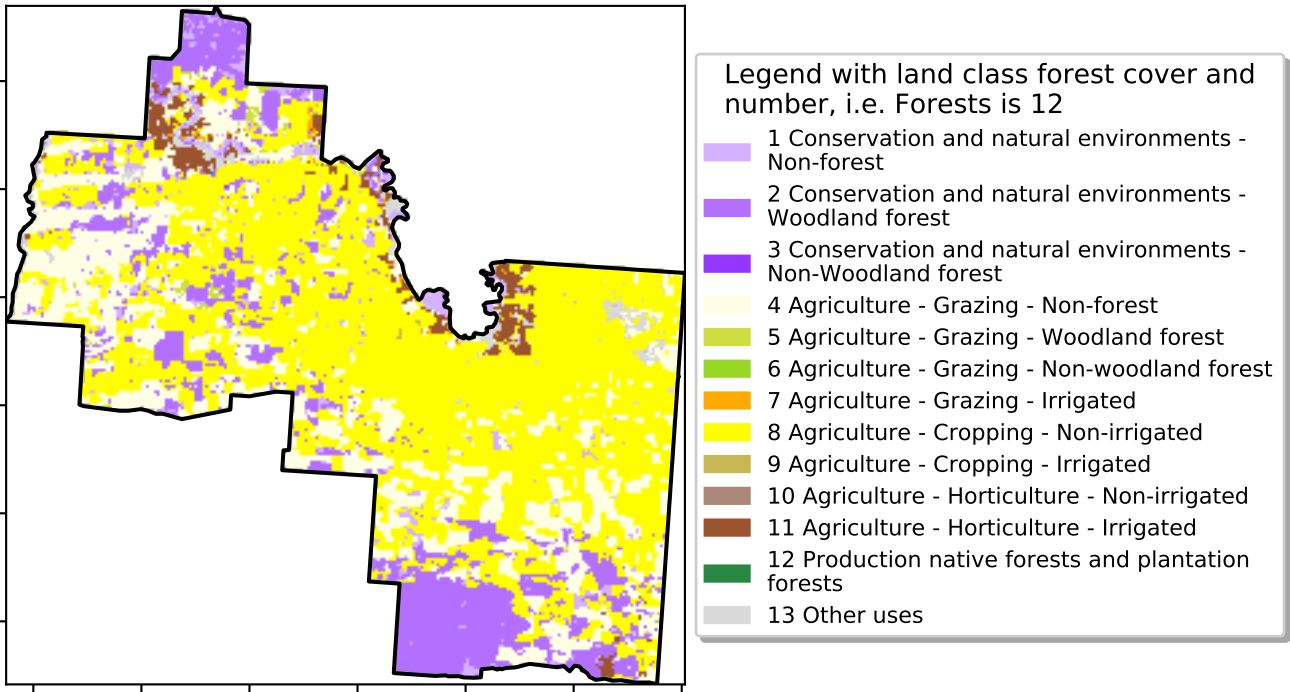 Legend with land class forest cover and
number, i.e. Forests is 12
1 Conservation and natural environments -
Non-forest
2 Conservation and natural environments -
Woodland forest
3 Conservation and natural environments -
Non-Woodland forest
4 Agriculture - Grazing - Non-forest
5 Agriculture - Grazing - Woodland forest
6 Agriculture - Grazing - Non-woodland forest
7 Agriculture - Grazing - Irrigated
8 Agriculture - Cropping - Non-irrigated
9 Agriculture - Cropping - Irrigated
10 Agriculture - Horticulture - Non-irrigated
11 Agriculture - Horticulture - Irrigated
12 Production native forests and plantation
forests
13 Other uses